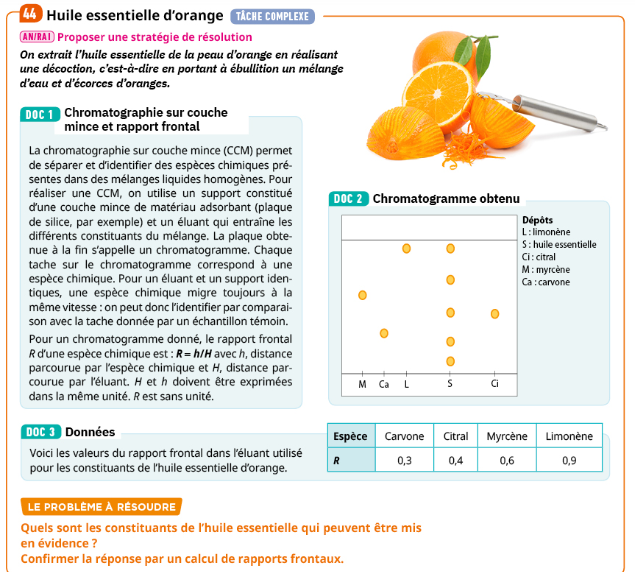 44 Huile essentielle d'orange TÂCHE COMPLEXE
AN/RAI Proposer une stratégie de résolution
On extrait l'huile essentielle de la peau d'orange en réalisant
une décoction, c'est-à-dire en portant à ébullition un mélange
d'eau et d'écorces d'oranges.
DOC 1 Chromatographie sur couche
mince et rapport frontal
La chromatographie sur couche mince (CCM) permet
de séparer et d'identifier des espèces chimiques pré-
sentes dans des mélanges liquides homogènes. Pour
réaliser une CCM, on utilise un support constitué
d'une couche mince de matériau adsorbant (plaque
de silice, par exemple) et un éluant qui entraîne les
différents constituants du mélange. La plaque obte-
nue à la fin s'appelle un chromatogramme. Chaque
tache sur le chromatogramme correspond à une
espèce chimique. Pour un éluant et un support iden-
tiques, une espèce chimique migre toujours à la
même vitesse : on peut donc l'identifier par comparai-
son avec la tache donnée par un échantillon témoin.
Pour un chromatogramme donné, le rapport frontal
R d'une espèce chimique est : R = h/H avec h, distance
parcourue par l'espèce chimique et H, distance par-
courue par l'éluant. H et h doivent être exprimées
dans la même unité. R est sans unité.
DOC 2 Chromatogramme obtenu
Dépôts
L : limonène
S : huile essentielle
Ci : citral
M : myrcène
Ca : carvone
M Ca L S Ci
DOC 3 Données
Voici les valeurs du rapport frontal dans l'éluant utilisé
pour les constituants de l'huile essentielle d'orange.
Espèce Carvone Citral Myrcène Limonène
R 0,3 0,4 0,6 0,9
LE PROBLÈME À RÉSOUDRE
Quels sont les constituants de l'huile essentielle qui peuvent être mis
en évidence ?
Confirmer la réponse par un calcul de rapports frontaux.